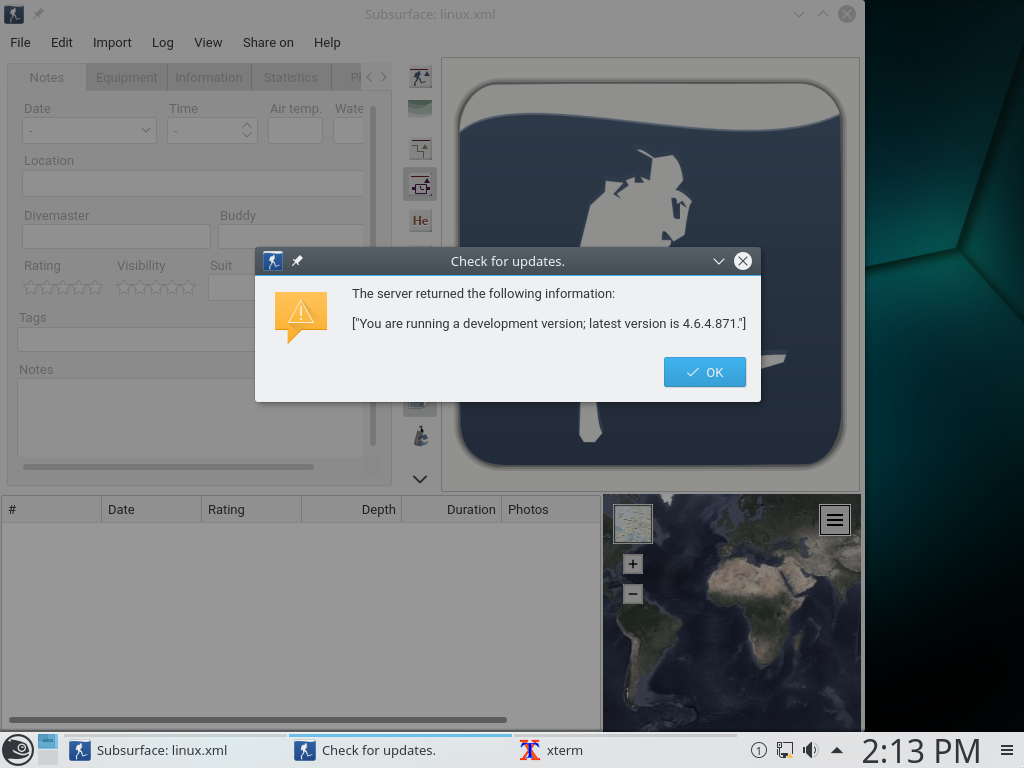 Subsurface: linux.xml
File Edit Import Log View Share on Help
Notes Equipment Information Statistics
Date Time Air temp. Wate
- -
Location
Divemaster Buddy
Rating Visibility Suit
Tags
Notes
He
Check for updates.
The server returned the following information:
["You are running a development version; latest version is 4.6.4.871."]
OK
# Date Rating Depth Duration Photos
+
−
Subsurface: linux.xml Check for updates. xterm 1 2:13 PM